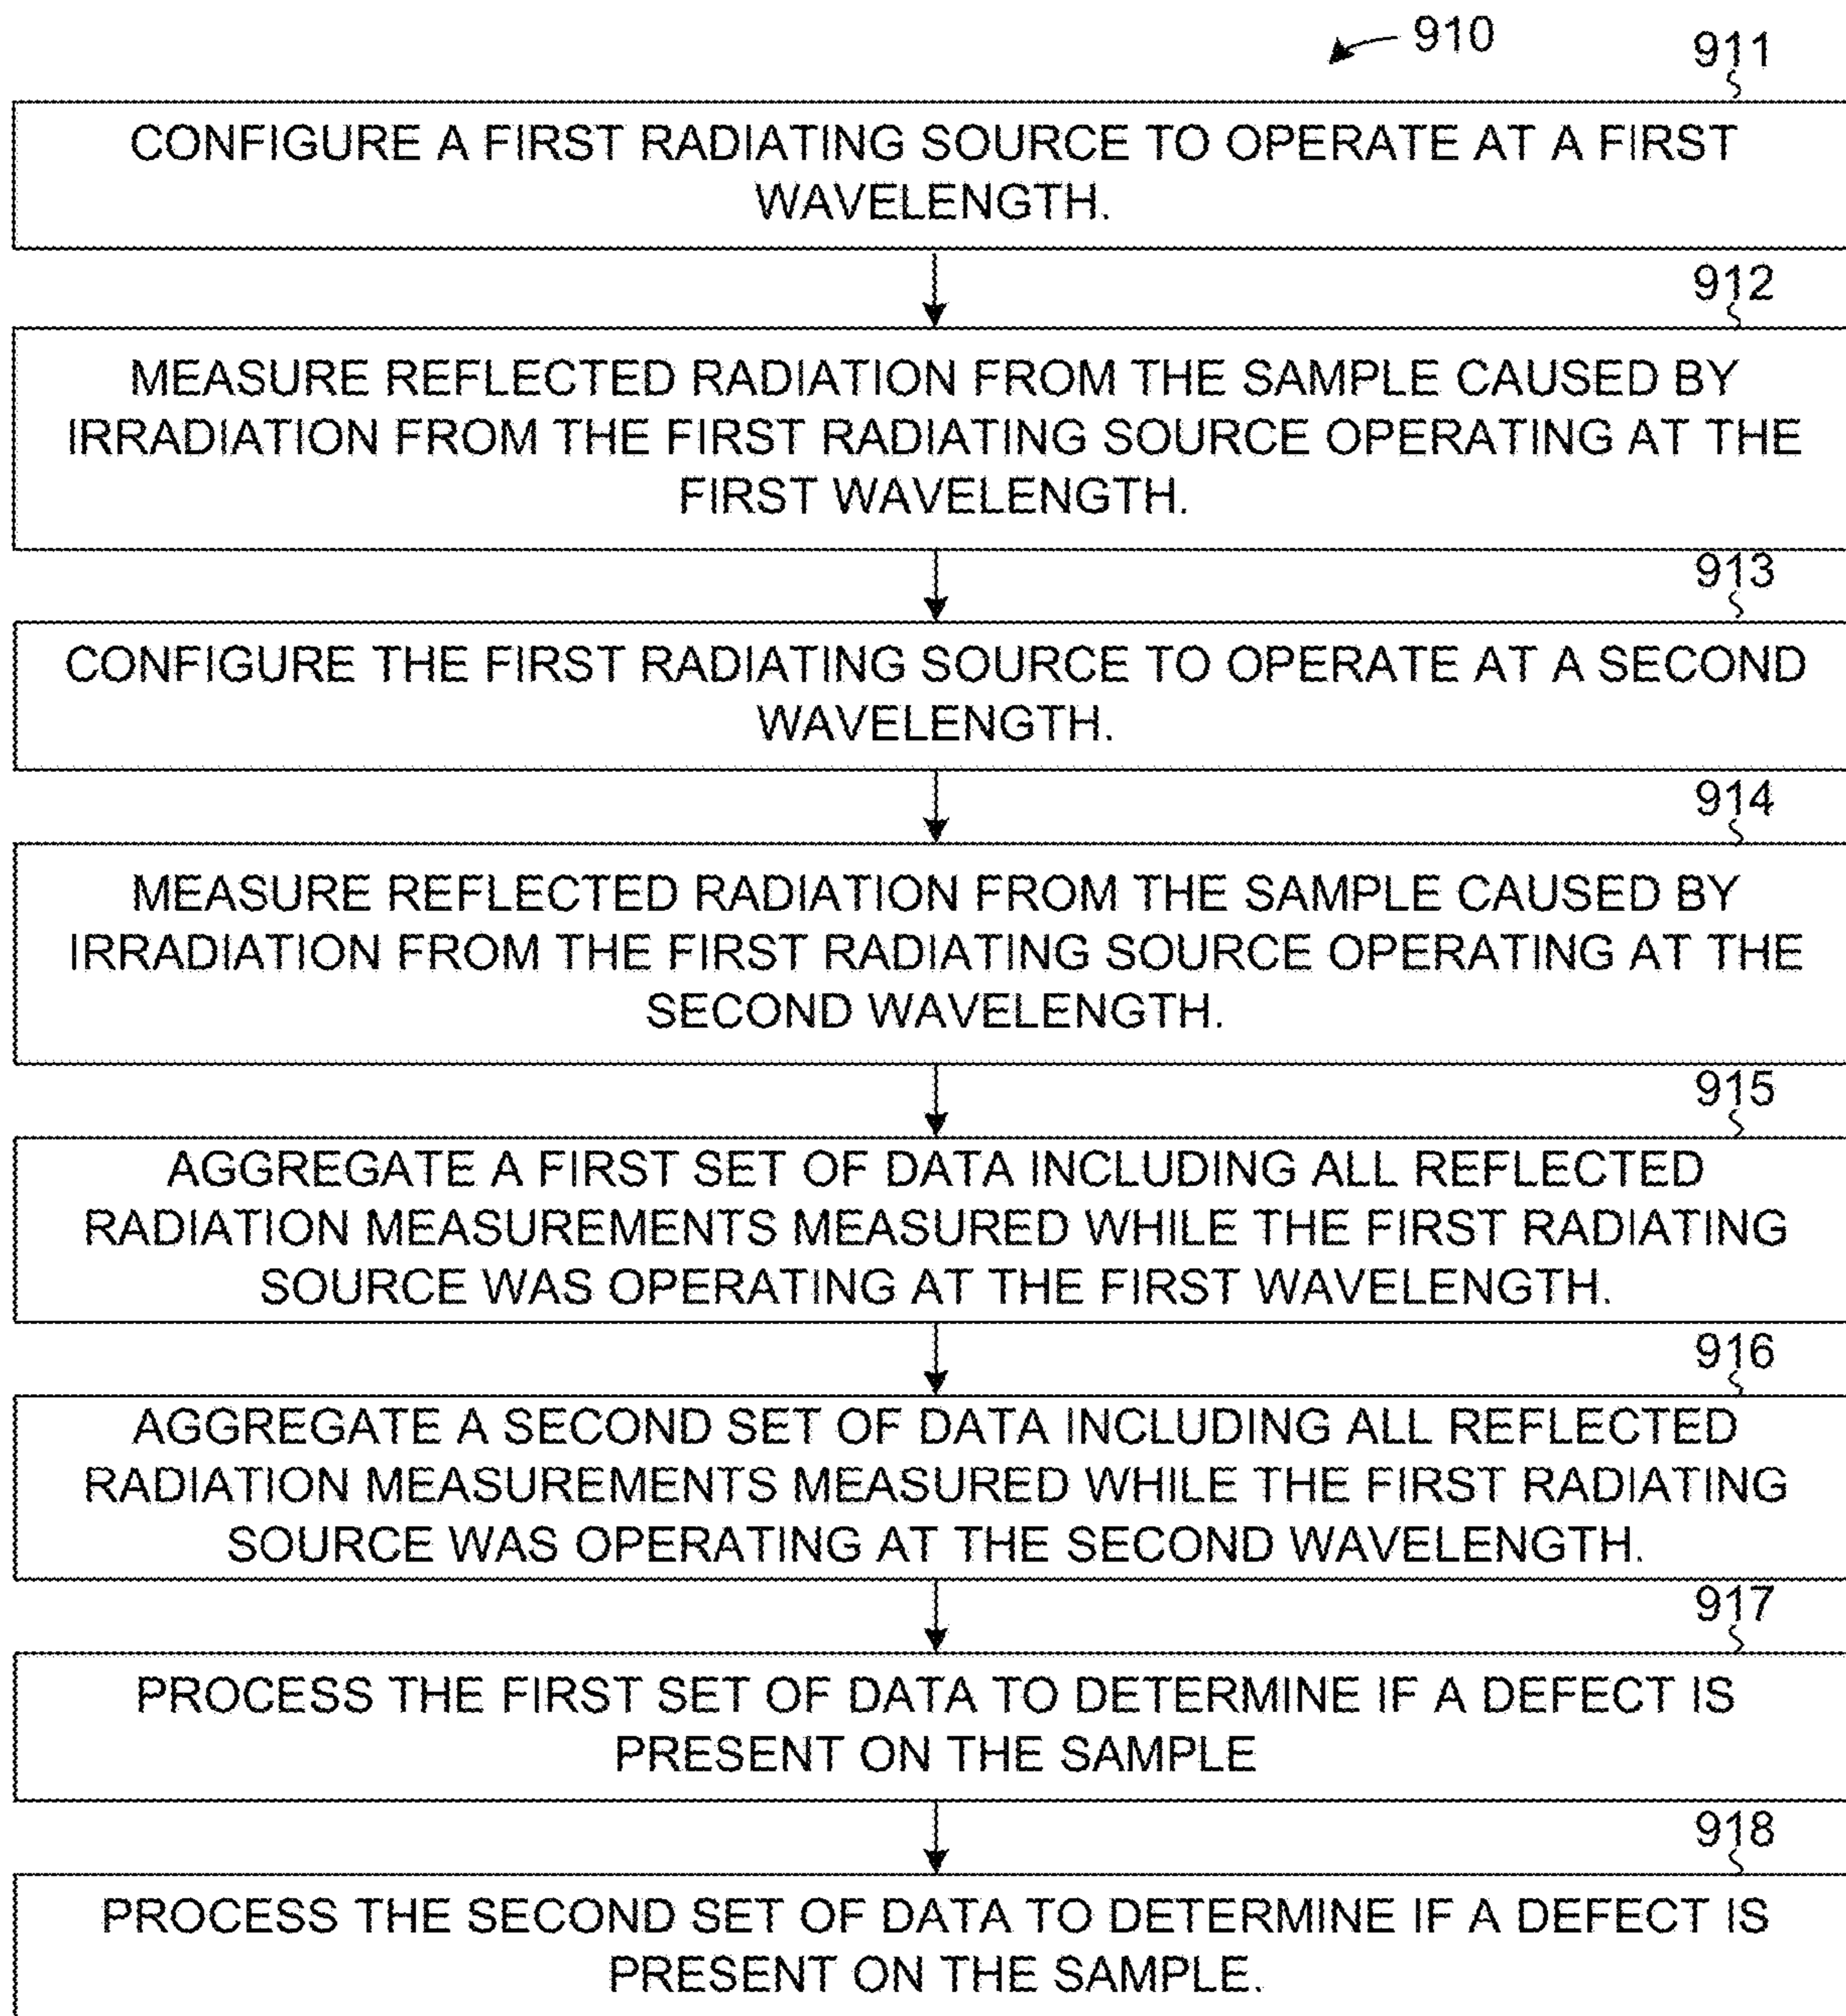 910
911
CONFIGURE A FIRST RADIATING SOURCE TO OPERATE AT A FIRST
WAVELENGTH.
912
MEASURE REFLECTED RADIATION FROM THE SAMPLE CAUSED BY
IRRADIATION FROM THE FIRST RADIATING SOURCE OPERATING AT THE
FIRST WAVELENGTH.
913
CONFIGURE THE FIRST RADIATING SOURCE TO OPERATE AT A SECOND
WAVELENGTH.
914
MEASURE REFLECTED RADIATION FROM THE SAMPLE CAUSED BY
IRRADIATION FROM THE FIRST RADIATING SOURCE OPERATING AT THE
SECOND WAVELENGTH.
915
AGGREGATE A FIRST SET OF DATA INCLUDING ALL REFLECTED
RADIATION MEASUREMENTS MEASURED WHILE THE FIRST RADIATING
SOURCE WAS OPERATING AT THE FIRST WAVELENGTH.
916
AGGREGATE A SECOND SET OF DATA INCLUDING ALL REFLECTED
RADIATION MEASUREMENTS MEASURED WHILE THE FIRST RADIATING
SOURCE WAS OPERATING AT THE SECOND WAVELENGTH.
917
PROCESS THE FIRST SET OF DATA TO DETERMINE IF A DEFECT IS
PRESENT ON THE SAMPLE
918
PROCESS THE SECOND SET OF DATA TO DETERMINE IF A DEFECT IS
PRESENT ON THE SAMPLE.